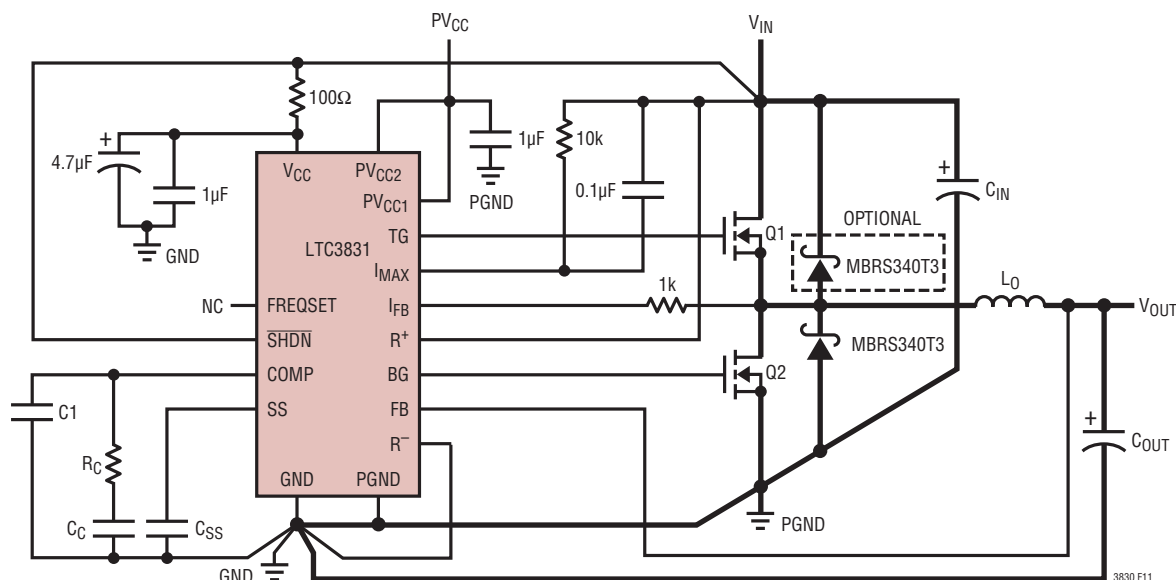 PVCC
VIN
100Ω
4.7µF
+
1µF
GND
VCC
PVCC2
PVCC1
LTC3831
TG
IMAX
FREQSET
IFB
SHDN
R+
COMP
BG
SS
FB
R–
GND
PGND
1µF
PGND
10k
0.1µF
1k
NC
Q1
Q2
OPTIONAL
MBRS340T3
MBRS340T3
+
CIN
LO
VOUT
+
COUT
PGND
C1
RC
CC
CSS
GND
3830 F11